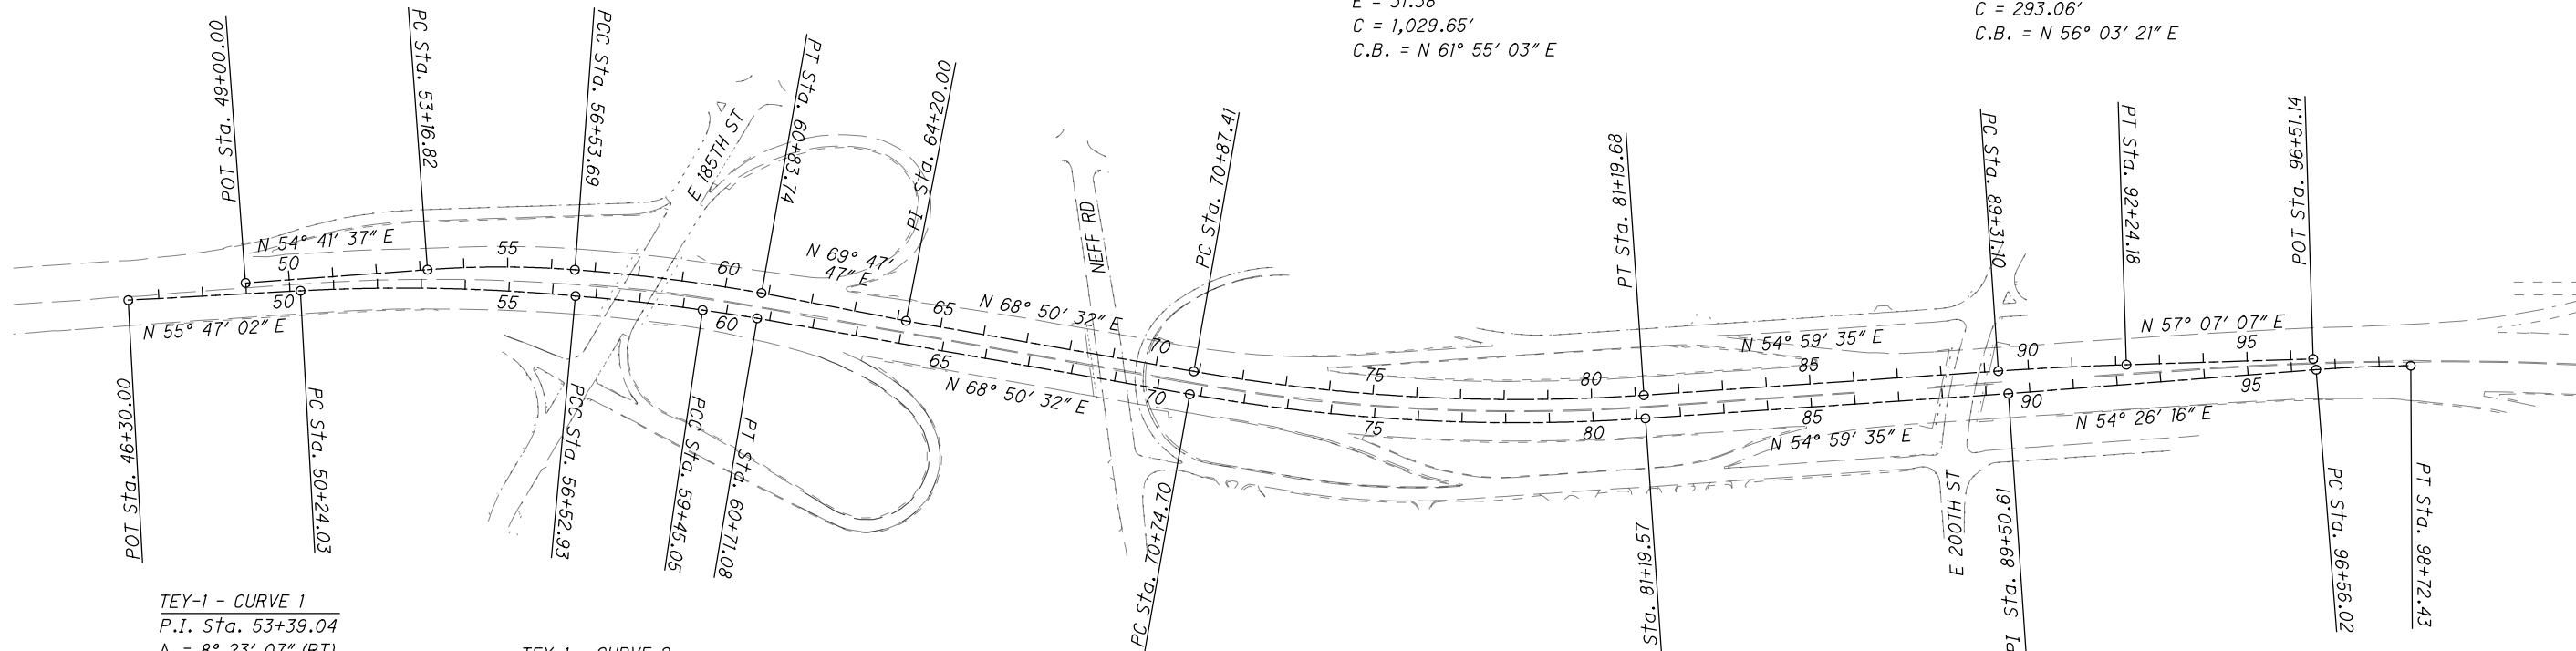 C = 1,029.65'
C.B. = N 61° 55' 03" E
C = 293.06'
C.B. = N 56° 03' 21" E
POT Sta. 49+00.00
PC Sta. 53+16.82
PCC Sta. 56+53.69
PT Sta. 60+83.74
PI Sta. 64+20.00
PC Sta. 70+87.41
PT Sta. 81+19.68
PC Sta. 89+31.10
PT Sta. 92+24.18
POT Sta. 96+51.14
E 185TH ST
NEFF RD
N 54° 41' 37" E
50
55
60
N 69° 47'
47" E
65
N 68° 50' 32" E
70
75
80
N 54° 59' 35" E
85
90
N 57° 07' 07" E
95
N 55° 47' 02" E
50
55
60
65
N 68° 50' 32" E
70
75
80
85
N 54° 59' 35" E
90
N 54° 26' 16" E
95
E 200TH ST
POT Sta. 46+30.00
PC Sta. 50+24.03
PCC Sta. 56+52.93
PCC Sta. 59+45.05
PT Sta. 60+71.08
PC Sta. 70+74.70
Sta. 81+19.57
PI Sta. 89+50.61
PC Sta. 96+56.02
PT Sta. 98+72.43
TEY-1 - CURVE 1
P.I. Sta. 53+39.04
Δ = 8° 23' 07" (RT)